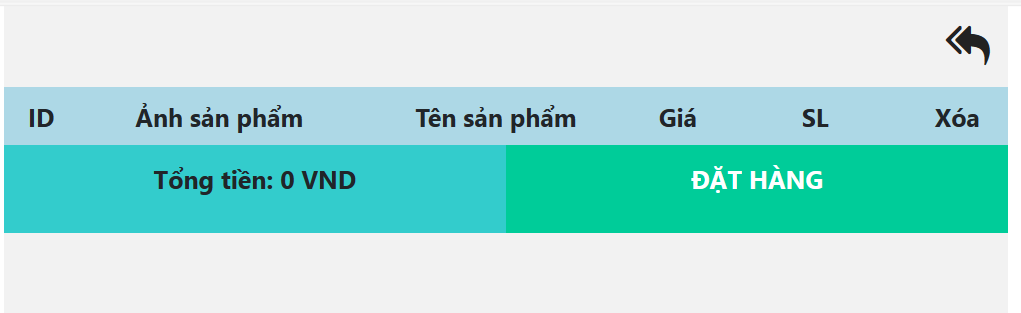 ID Ảnh sản phẩm Tên sản phẩm Giá SL Xóa
Tổng tiền: 0 VND ĐẶT HÀNG